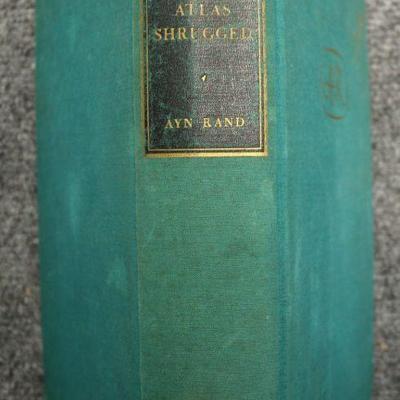 ATLAS
SHRUGGED
AYN RAND